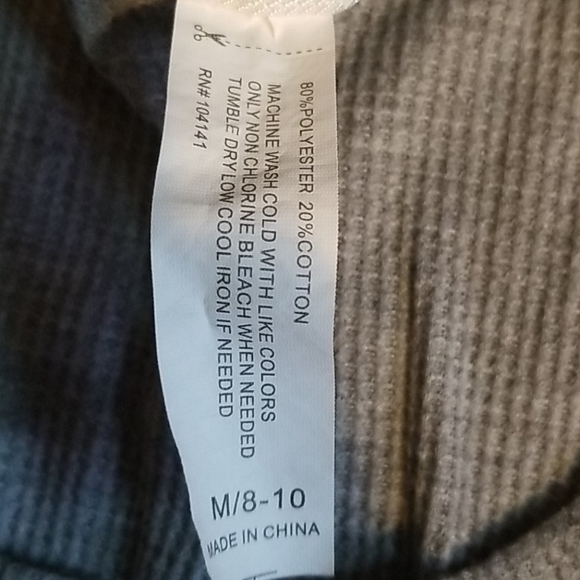 80%POLYESTER 20%COTTON
MACHINE WASH COLD WITH LIKE COLORS
ONLY NON CHLORINE BLEACH WHEN NEEDED
TUMBLE DRY LOW COOL IRON IF NEEDED
RN#104141
M/8-10
MADE IN CHINA